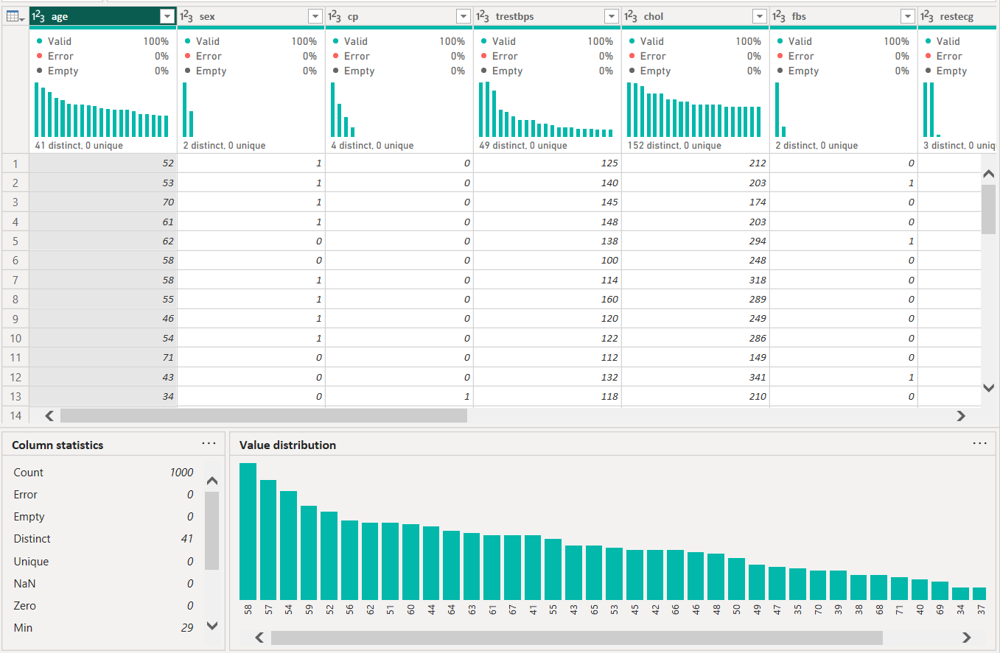 1²3 age 1²3 sex 1²3 cp 1²3 trestbps 1²3 chol 1²3 fbs 1²3 restecg
Valid 100% Valid 100% Valid 100% Valid 100% Valid 100% Valid 100% Valid
Error 0% Error 0% Error 0% Error 0% Error 0% Error 0% Error
Empty 0% Empty 0% Empty 0% Empty 0% Empty 0% Empty 0% Empty
41 distinct, 0 unique 2 distinct, 0 unique 4 distinct, 0 unique 49 distinct, 0 unique 152 distinct, 0 unique 2 distinct, 0 unique 3 distinct, 0 uniq
1 52 1 0 125 212 0
2 53 1 0 140 203 1
3 70 1 0 145 174 0
4 61 1 0 148 203 0
5 62 0 0 138 294 1
6 58 0 0 100 248 0
7 58 1 0 114 318 0
8 55 1 0 160 289 0
9 46 1 0 120 249 0
10 54 1 0 122 286 0
11 71 0 0 112 149 0
12 43 0 0 132 341 1
13 34 0 1 118 210 0
14
Column statistics ...
Count 1000
Error 0
Empty 0
Distinct 41
Unique 0
NaN 0
Zero 0
Min 29
Value distribution ...
58 57 54 59 52 56 62 51 60 44 64 63 61 67 41 55 43 65 53 45 42 66 46 48 50 49 47 35 70 39 38 68 71 40 69 34 37